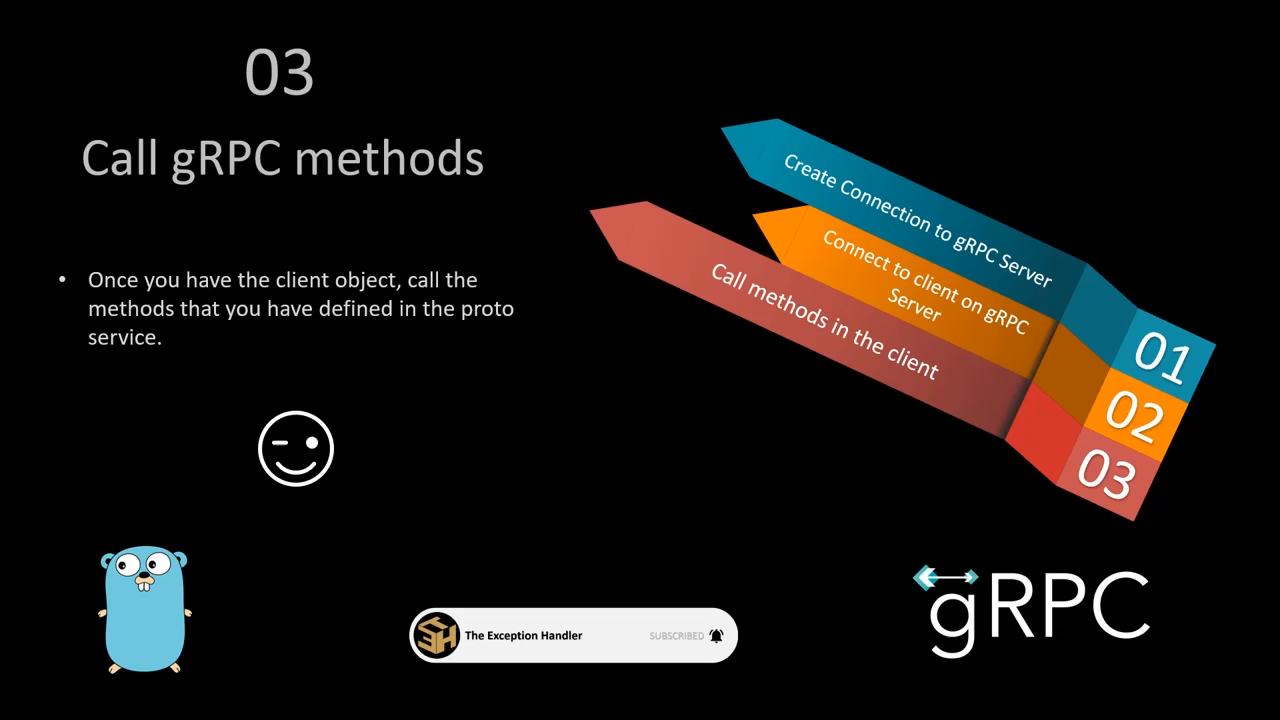 03
Call gRPC methods
• Once you have the client object, call the
methods that you have defined in the proto
service.
Create Connection to gRPC Server
Connect to client on gRPC
Server
Call methods in the client
01
02
03
The Exception Handler
SUBSCRIBED
gRPC